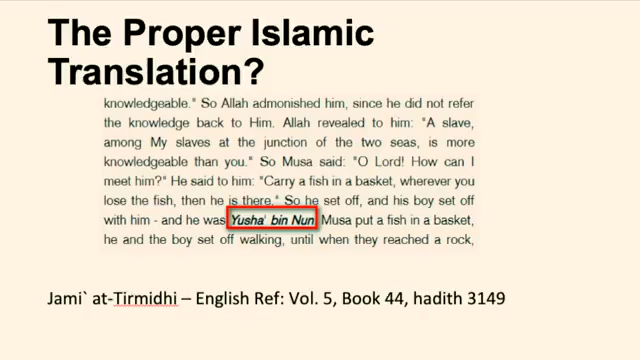 The Proper Islamic
Translation?
knowledgeable." So Allah admonished him, since he did not refer
the knowledge back to Him. Allah revealed to him: "A slave,
among My slaves at the junction of the two seas, is more
knowledgeable than you." So Musa said: "O Lord! How can I
meet him?" He said to him: "Carry a fish in a basket, wherever you
lose the fish, then he is there." So he set off, and his boy set off
with him - and he was Yusha' bin Nun. Musa put a fish in a basket,
he and the boy set off walking, until when they reached a rock,
Jami` at-Tirmidhi – English Ref: Vol. 5, Book 44, hadith 3149